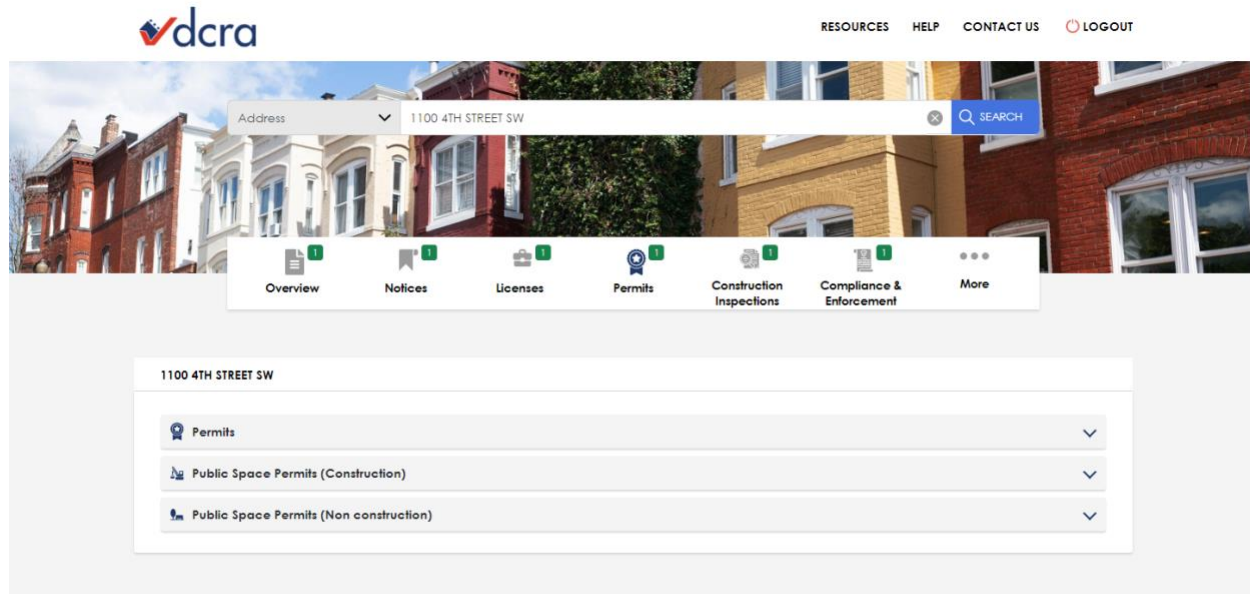 dcra
RESOURCES HELP CONTACT US LOGOUT
Address 1100 4TH STREET SW SEARCH
1 1 1 1 1 1
Overview Notices Licenses Permits Construction Inspections Compliance & Enforcement More
1100 4TH STREET SW
Permits
Public Space Permits (Construction)
Public Space Permits (Non construction)